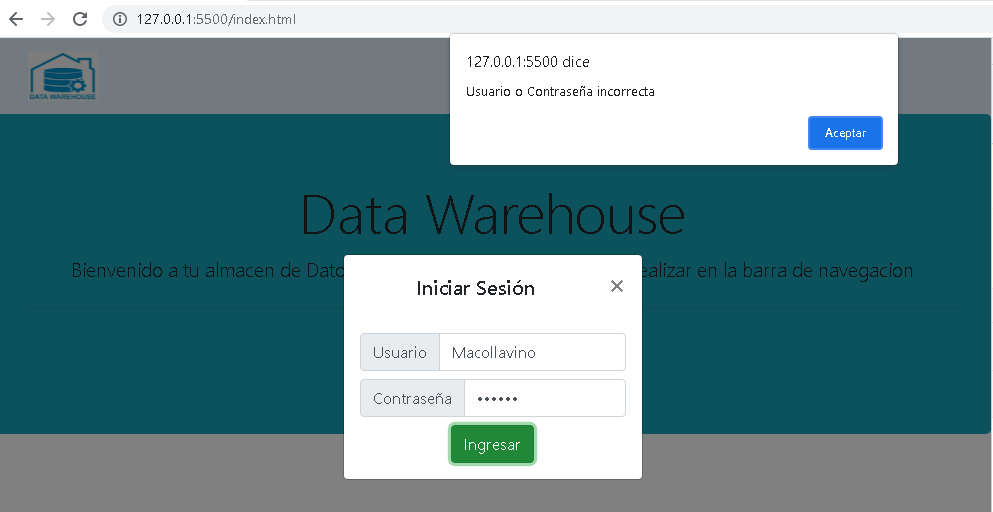 127.0.0.1:5500/index.html
DATA WAREHOUSE
127.0.0.1:5500 dice
Usuario o Contraseña incorrecta
Aceptar
Data Warehouse
Bienvenido a tu almacen de Dato ealizar en la barra de navegacion
Iniciar Sesión
×
Usuario Macollavino
Contraseña ••••••
Ingresar